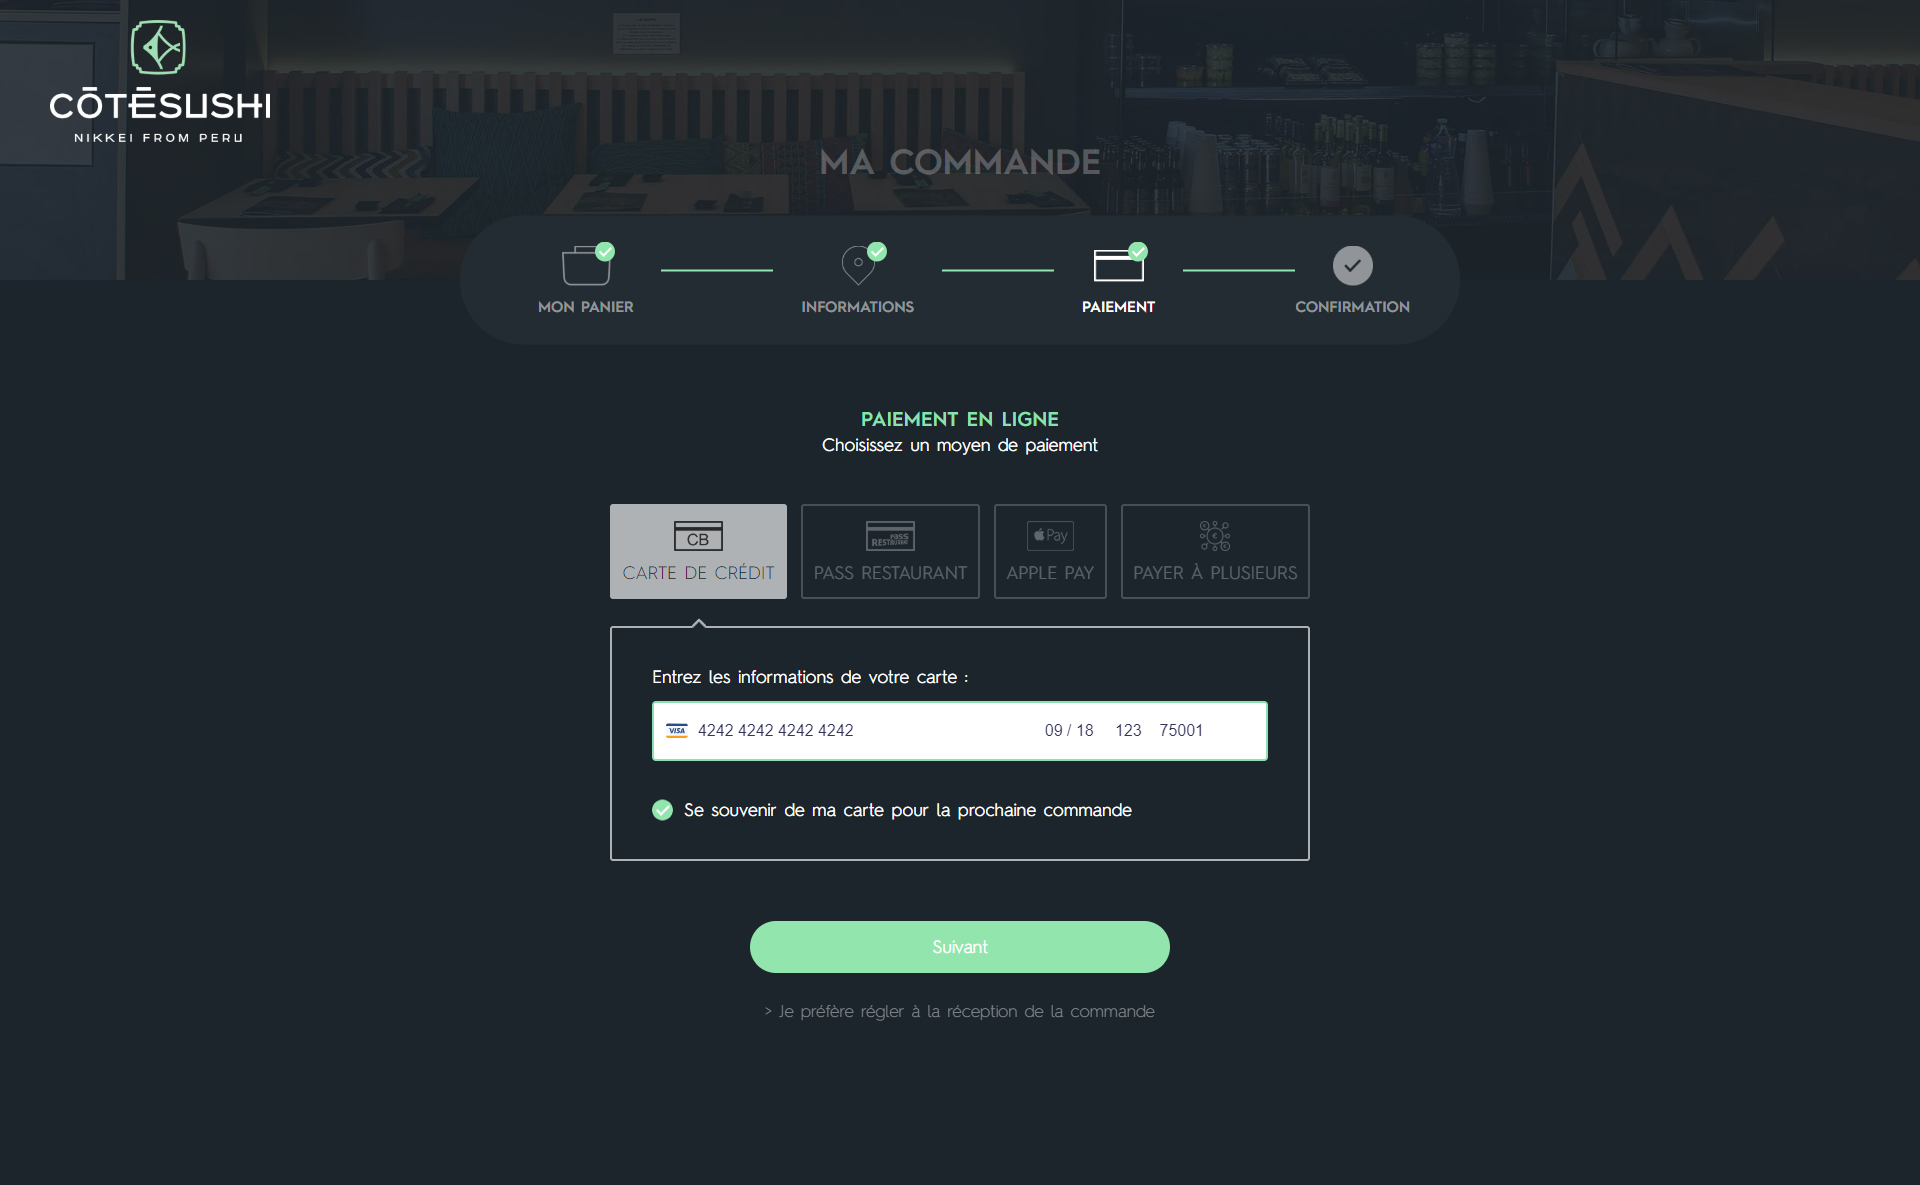 CŌTĒSUSHI
NIKKEI FROM PERU
MA COMMANDE
MON PANIER
INFORMATIONS
PAIEMENT
CONFIRMATION
PAIEMENT EN LIGNE
Choisissez un moyen de paiement
CB
CARTE DE CRÉDIT
PASS RESTAURANT
PASS RESTAURANT
Pay
APPLE PAY
PAYER À PLUSIEURS
Entrez les informations de votre carte :
VISA 4242 4242 4242 4242 09 / 18 123 75001
Se souvenir de ma carte pour la prochaine commande
Suivant
> Je préfère régler à la réception de la commande